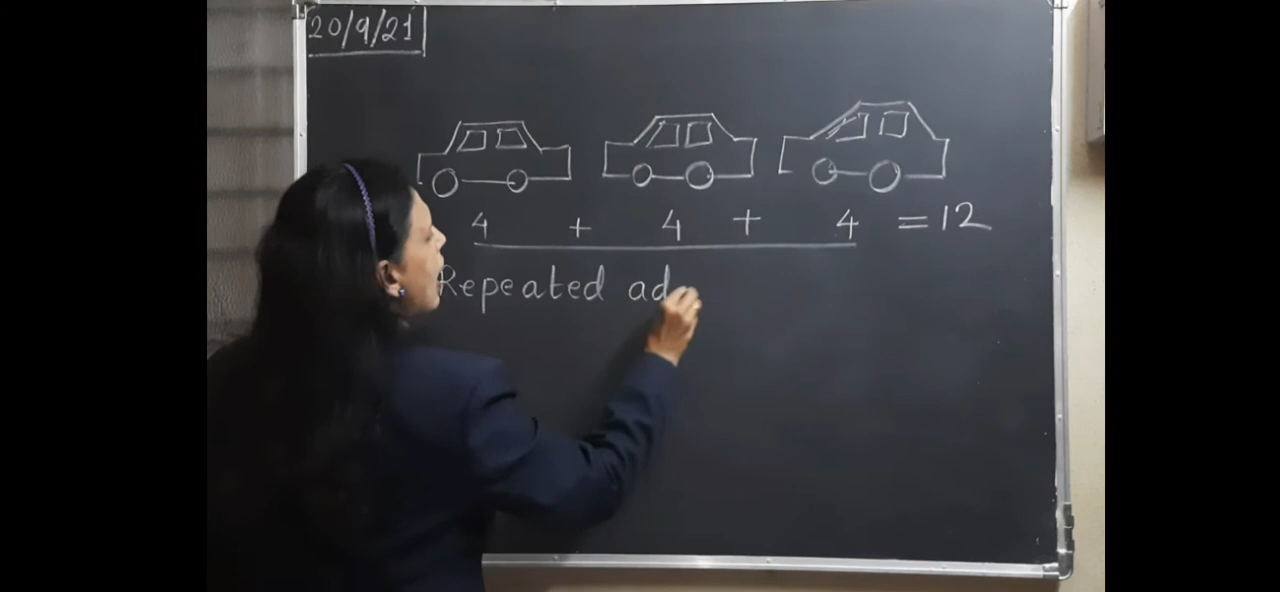 20/9/21
4 + 4 + 4 = 12
Repeated ad